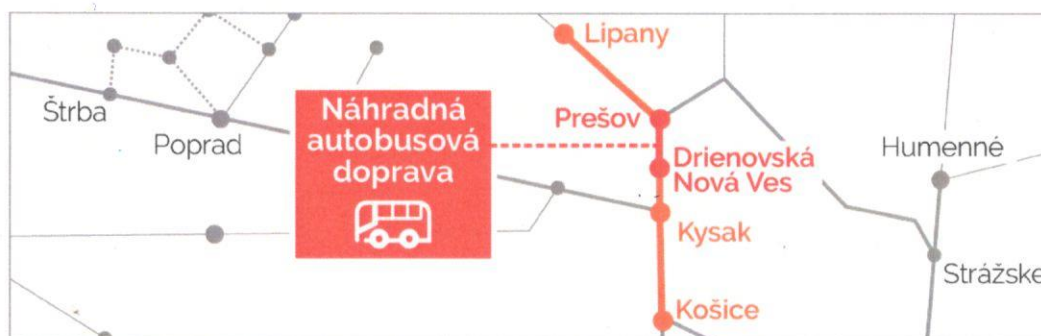 Lipany
Štrba
Poprad
Náhradná
autobusová
doprava
Prešov
Drienovská
Nová Ves
Humenné
Kysak
Strážske
Košice